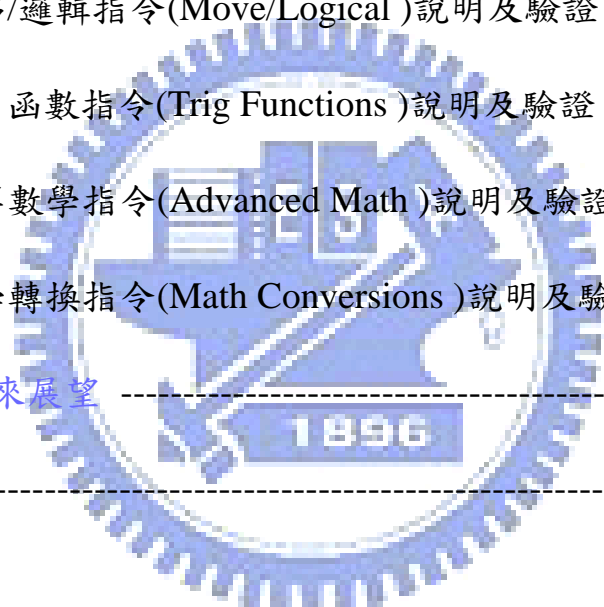 /邏輯指令(Move/Logical )說明及驗證
函數指令(Trig Functions )說明及驗證
數學指令(Advanced Math )說明及驗證
轉換指令(Math Conversions )說明及驗
來展望 ------------------------------
1896
------------------------------------